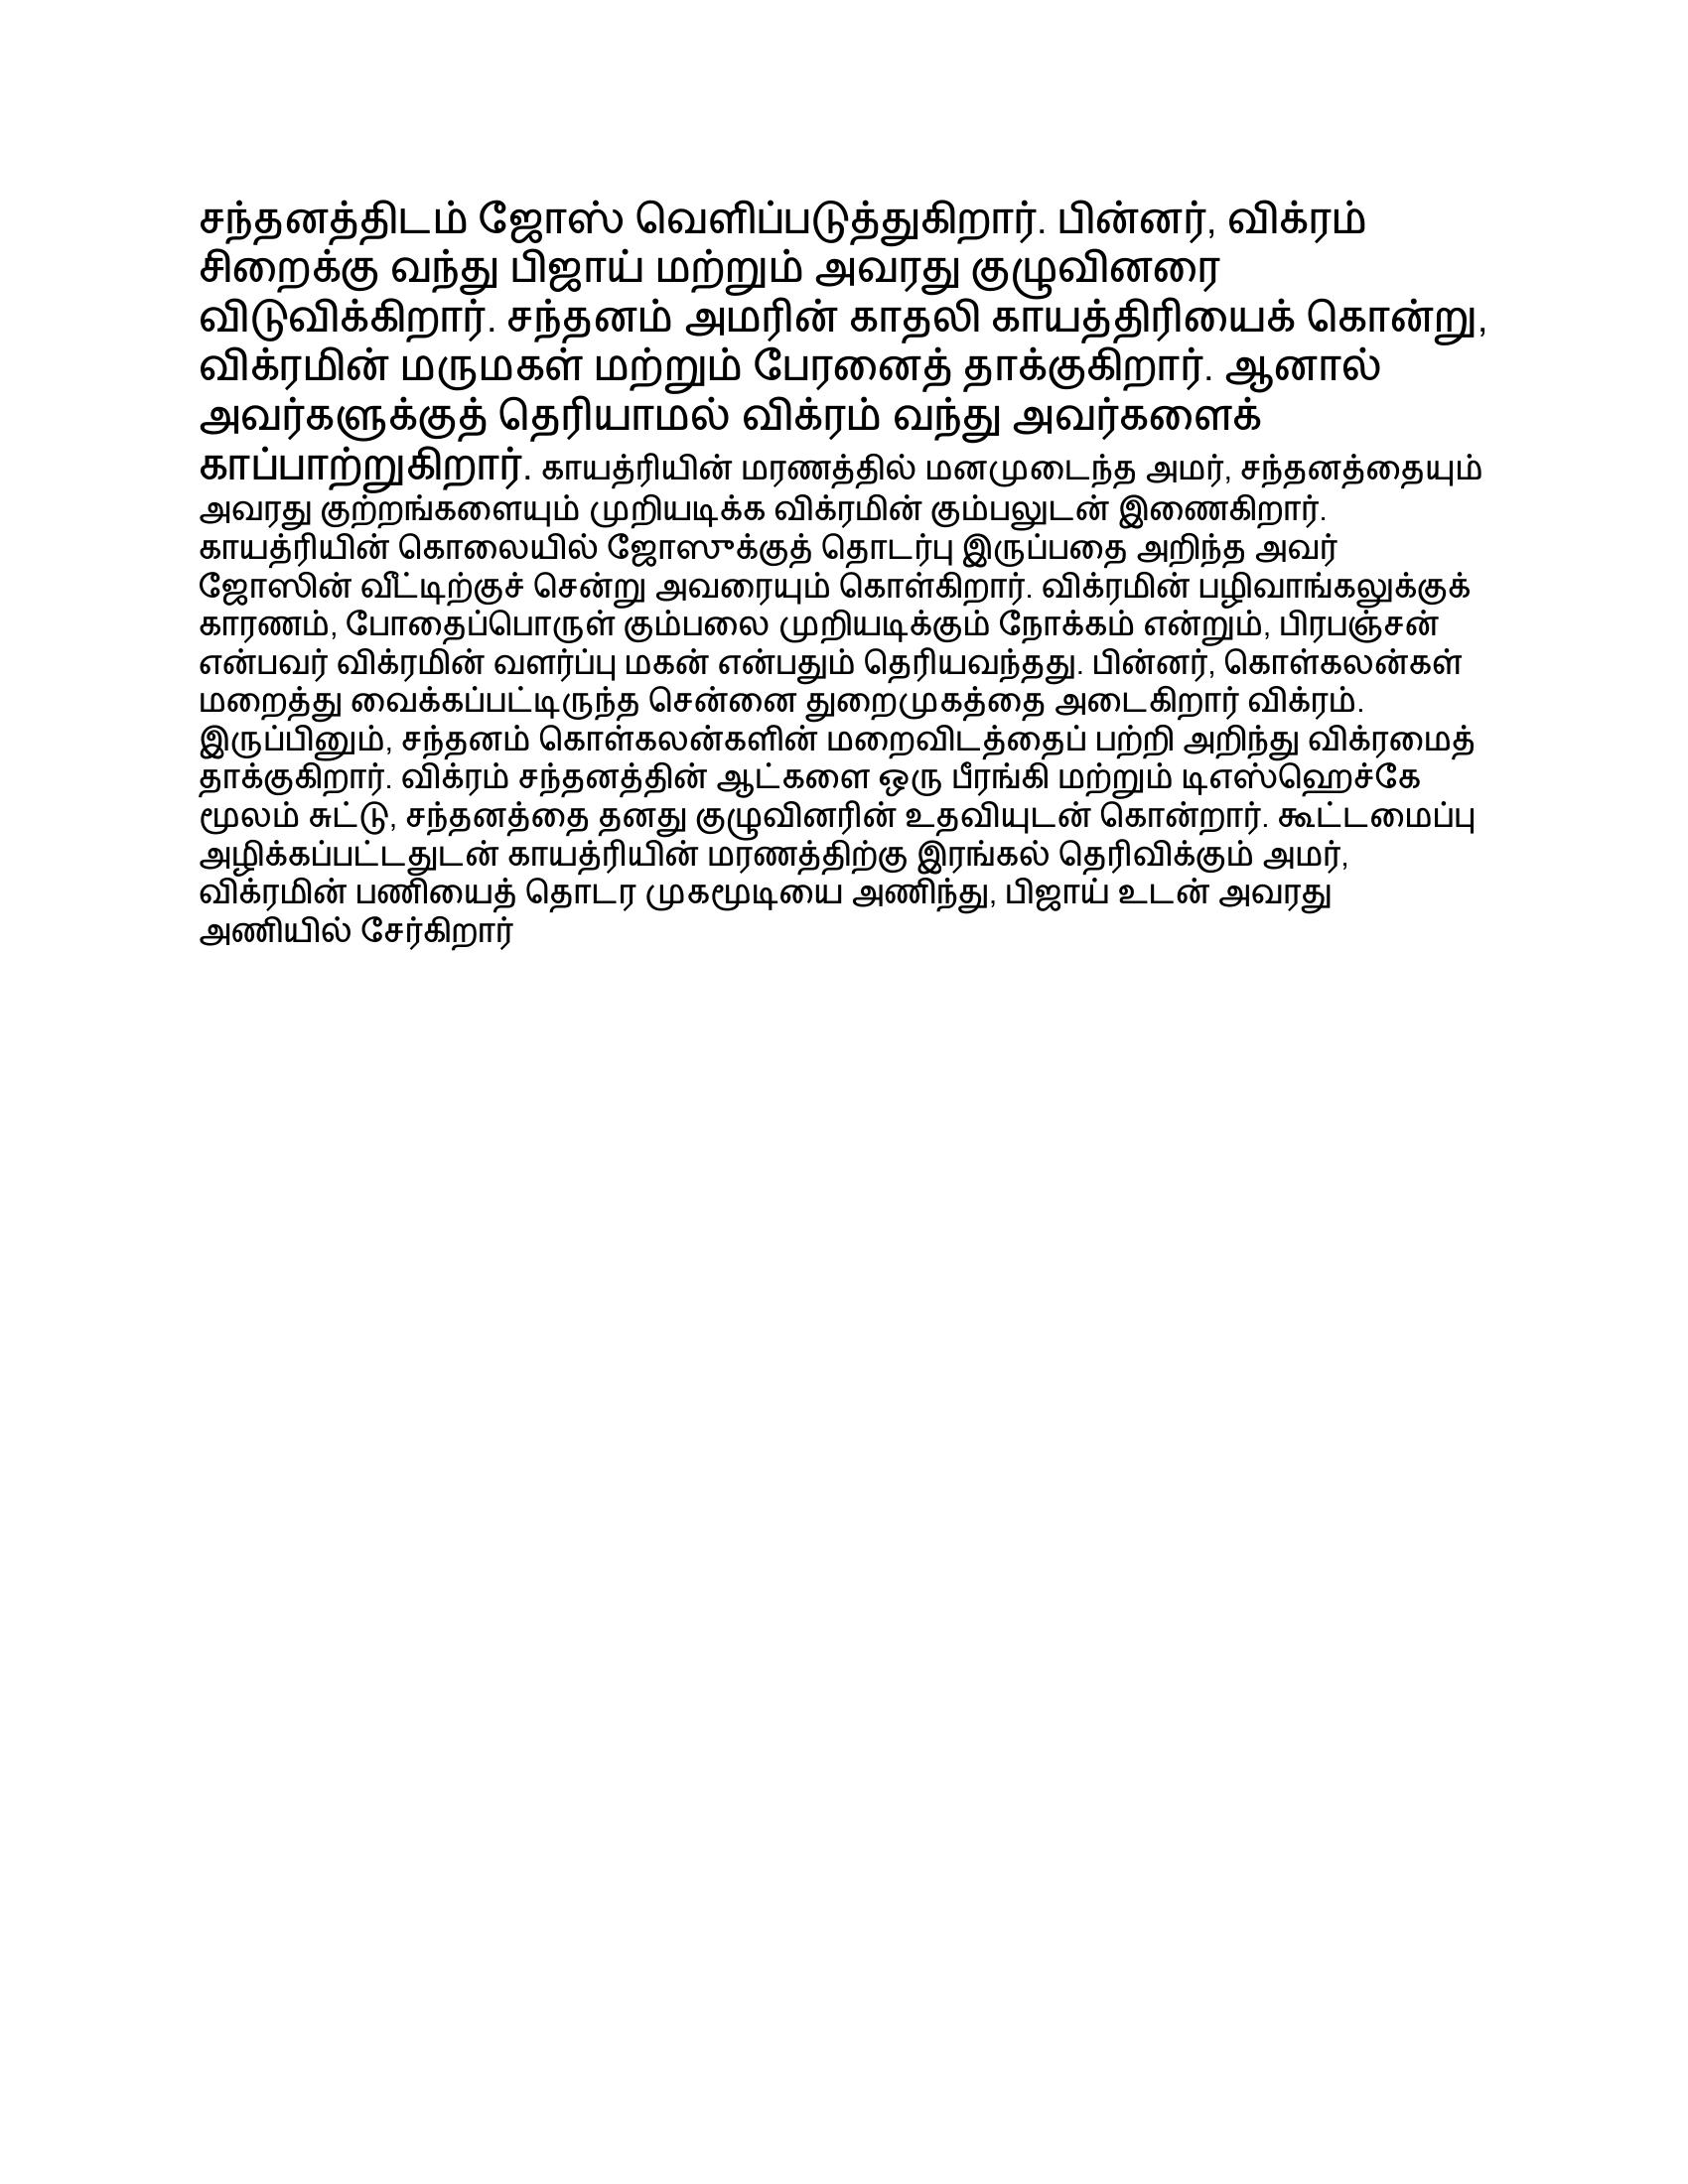 சந்தனத்திடம் ஜோஸ் வெளிப்படுத்துகிறார். பின்னர், விக்ரம்
சிறைக்கு வந்து பிஜாய் மற்றும் அவரது குழுவினரை
விடுவிக்கிறார். சந்தனம் அமரின் காதலி காயத்திரியைக் கொன்று,
விக்ரமின் மருமகள் மற்றும் பேரனைத் தாக்குகிறார். ஆனால்
அவர்களுக்குத் தெரியாமல் விக்ரம் வந்து அவர்களைக்
காப்பாற்றுகிறார். காயத்ரியின் மரணத்தில் மனமுடைந்த அமர், சந்தனத்தையும்
அவரது குற்றங்களையும் முறியடிக்க விக்ரமின் கும்பலுடன் இணைகிறார்.
காயத்ரியின் கொலையில் ஜோஸுக்குத் தொடர்பு இருப்பதை அறிந்த அவர்
ஜோஸின் வீட்டிற்குச் சென்று அவரையும் கொள்கிறார். விக்ரமின் பழிவாங்கலுக்குக்
காரணம், போதைப்பொருள் கும்பலை முறியடிக்கும் நோக்கம் என்றும், பிரபஞ்சன்
என்பவர் விக்ரமின் வளர்ப்பு மகன் என்பதும் தெரியவந்தது. பின்னர், கொள்கலன்கள்
மறைத்து வைக்கப்பட்டிருந்த சென்னை துறைமுகத்தை அடைகிறார் விக்ரம்.
இருப்பினும், சந்தனம் கொள்கலன்களின் மறைவிடத்தைப் பற்றி அறிந்து விக்ரமைத்
தாக்குகிறார். விக்ரம் சந்தனத்தின் ஆட்களை ஒரு பீரங்கி மற்றும் டிஎஸ்ஹெச்கே
மூலம் சுட்டு, சந்தனத்தை தனது குழுவினரின் உதவியுடன் கொன்றார். கூட்டமைப்பு
அழிக்கப்பட்டதுடன் காயத்ரியின் மரணத்திற்கு இரங்கல் தெரிவிக்கும் அமர்,
விக்ரமின் பணியைத் தொடர முகமூடியை அணிந்து, பிஜாய் உடன் அவரது
அணியில் சேர்கிறார்